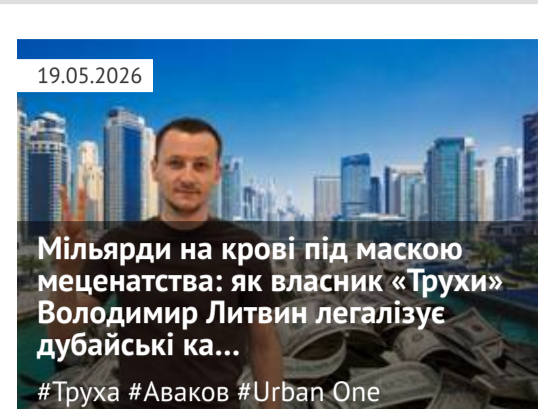 19.05.2026
Мільярди на крові під маскою
меценатства: як власник «Трухи»
Володимир Литвин легалізує
дубайські ка...
#Труха #Аваков #Urban One